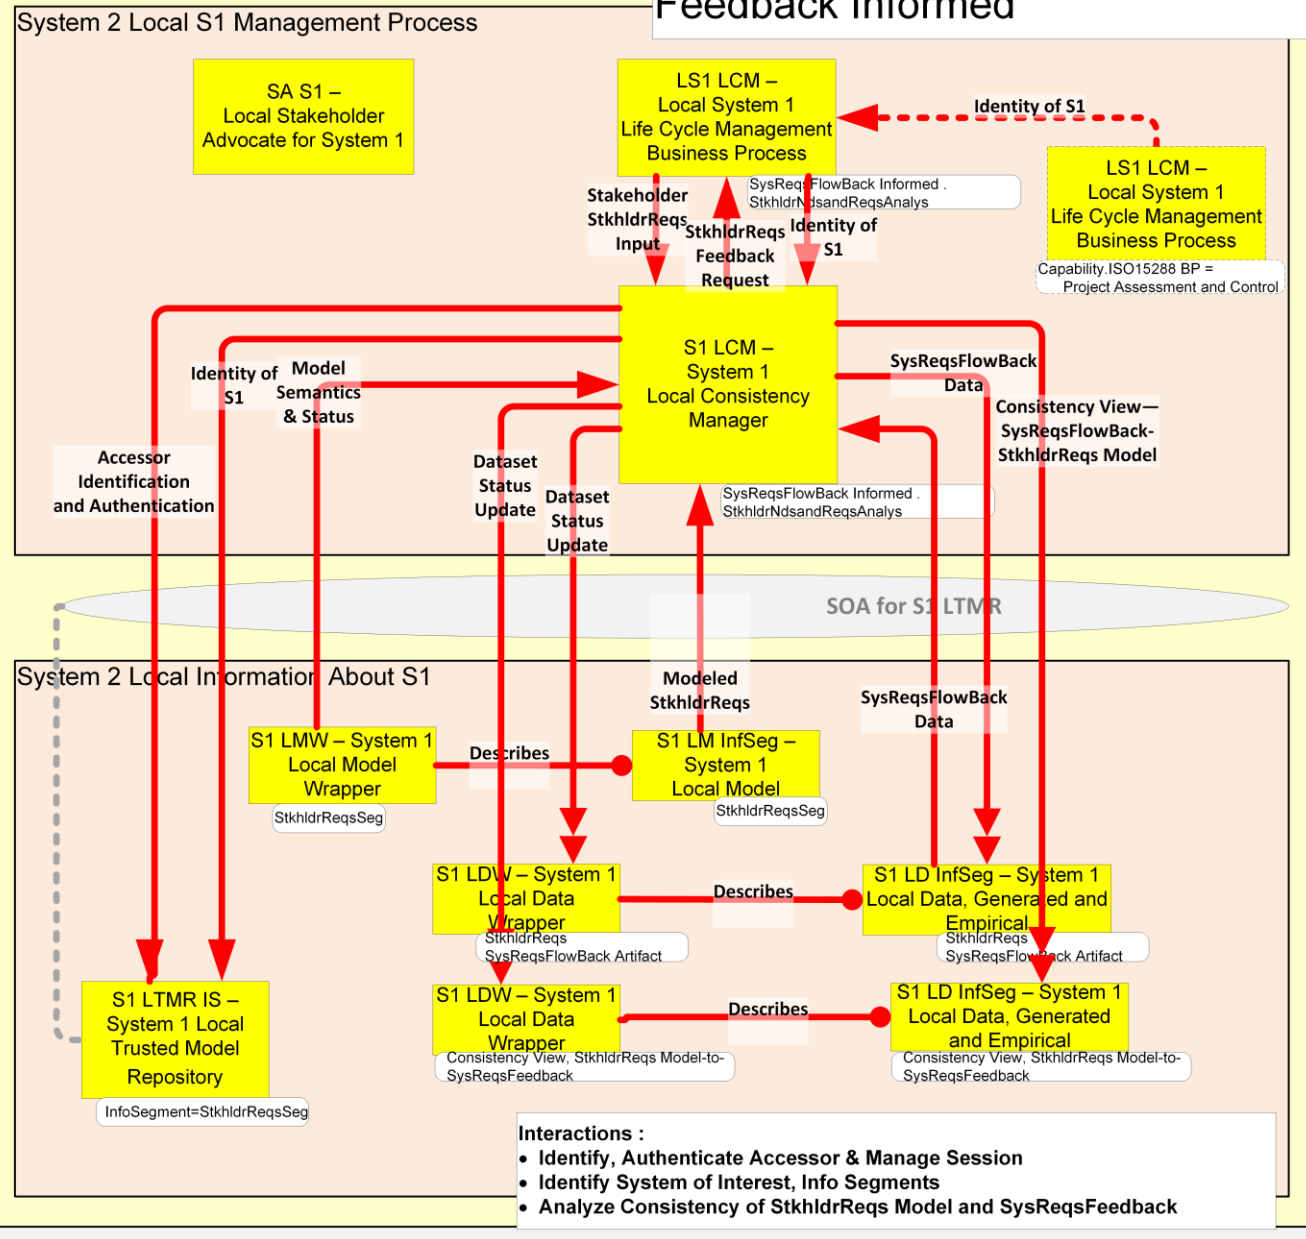 Feedback Informed
System 2 Local S1 Management Process
SA S1 –
Local Stakeholder
Advocate for System 1
LS1 LCM –
Local System 1
Life Cycle Management
Business Process
SysReqsFlowBack Informed .
StkhldrNdsandReqsAnalys
Identity of S1
LS1 LCM –
Local System 1
Life Cycle Management
Business Process
Capability.ISO15288 BP =
Project Assessment and Control
Stakeholder
StkhldrReqs
Input
StkhldrReqs
Feedback
Request
Identity of
S1
S1 LCM –
System 1
Local Consistency
Manager
SysReqsFlowBack Informed .
StkhldrNdsandReqsAnalys
Accessor
Identification
and Authentication
Identity of
S1
Model
Semantics
& Status
Dataset
Status
Update
Dataset
Status
Update
SysReqsFlowBack
Data
Consistency View—
SysReqsFlowBack-
StkhldrReqs Model
SOA for S1 LTMR
System 2 Local Information About S1
Modeled
StkhldrReqs
SysReqsFlowBack
Data
S1 LMW – System 1
Local Model
Wrapper
StkhldrReqsSeg
Describes
S1 LM InfSeg –
System 1
Local Model
StkhldrReqsSeg
S1 LDW – System 1
Local Data
Wrapper
StkhldrReqs
SysReqsFlowBack Artifact
Describes
S1 LD InfSeg – System 1
Local Data, Generated and
Empirical
StkhldrReqs
SysReqsFlowBack Artifact
S1 LTMR IS –
System 1 Local
Trusted Model
Repository
InfoSegment=StkhldrReqsSeg
S1 LDW – System 1
Local Data
Wrapper
Consistency View, StkhldrReqs Model-to-
SysReqsFeedback
Describes
S1 LD InfSeg – System 1
Local Data, Generated
and Empirical
Consistency View, StkhldrReqs Model-to-
SysReqsFeedback
Interactions :
• Identify, Authenticate Accessor & Manage Session
• Identify System of Interest, Info Segments
• Analyze Consistency of StkhldrReqs Model and SysReqsFeedback